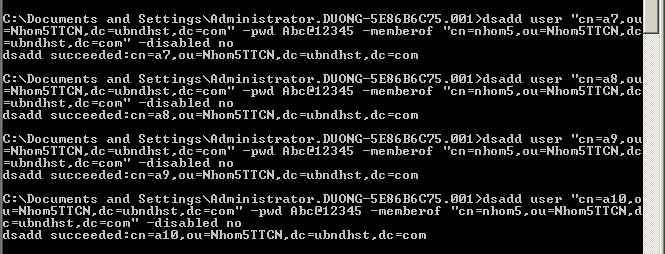 C:\Documents and Settings\Administrator.DUONG-5E86B6C75.001>dsadd user "cn=a7,ou
=Nhom5TTCN,dc=ubndhst,dc=com" -pwd Abc@12345 -memberof "cn=nhom5,ou=Nhom5TTCN,dc
=ubndhst,dc=com" -disabled no
dsadd succeeded:cn=a7,ou=Nhom5TTCN,dc=ubndhst,dc=com
C:\Documents and Settings\Administrator.DUONG-5E86B6C75.001>dsadd user "cn=a8,ou
=Nhom5TTCN,dc=ubndhst,dc=com" -pwd Abc@12345 -memberof "cn=nhom5,ou=Nhom5TTCN,dc
=ubndhst,dc=com" -disabled no
dsadd succeeded:cn=a8,ou=Nhom5TTCN,dc=ubndhst,dc=com
C:\Documents and Settings\Administrator.DUONG-5E86B6C75.001>dsadd user "cn=a9,ou
=Nhom5TTCN,dc=ubndhst,dc=com" -pwd Abc@12345 -memberof "cn=nhom5,ou=Nhom5TTCN,dc
=ubndhst,dc=com" -disabled no
dsadd succeeded:cn=a9,ou=Nhom5TTCN,dc=ubndhst,dc=com
C:\Documents and Settings\Administrator.DUONG-5E86B6C75.001>dsadd user "cn=a10,o
u=Nhom5TTCN,dc=ubndhst,dc=com" -pwd Abc@12345 -memberof "cn=nhom5,ou=Nhom5TTCN,d
c=ubndhst,dc=com" -disabled no
dsadd succeeded:cn=a10,ou=Nhom5TTCN,dc=ubndhst,dc=com